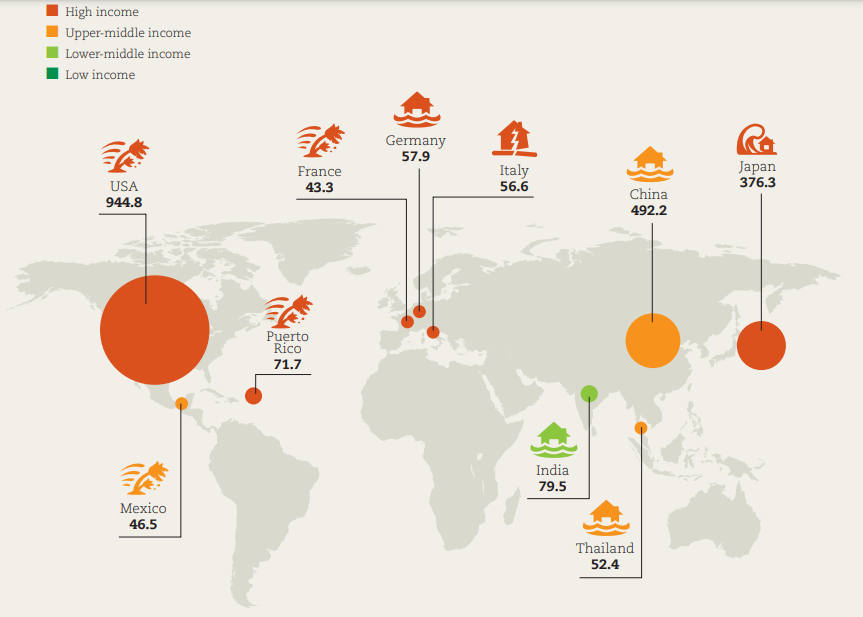 High income
Upper-middle income
Lower-middle income
Low income
Germany
57.9
USA
944.8
France
43.3
Italy
56.6
China
492.2
Japan
376.3
Puerto
Rico
71.7
India
79.5
Mexico
46.5
Thailand
52.4